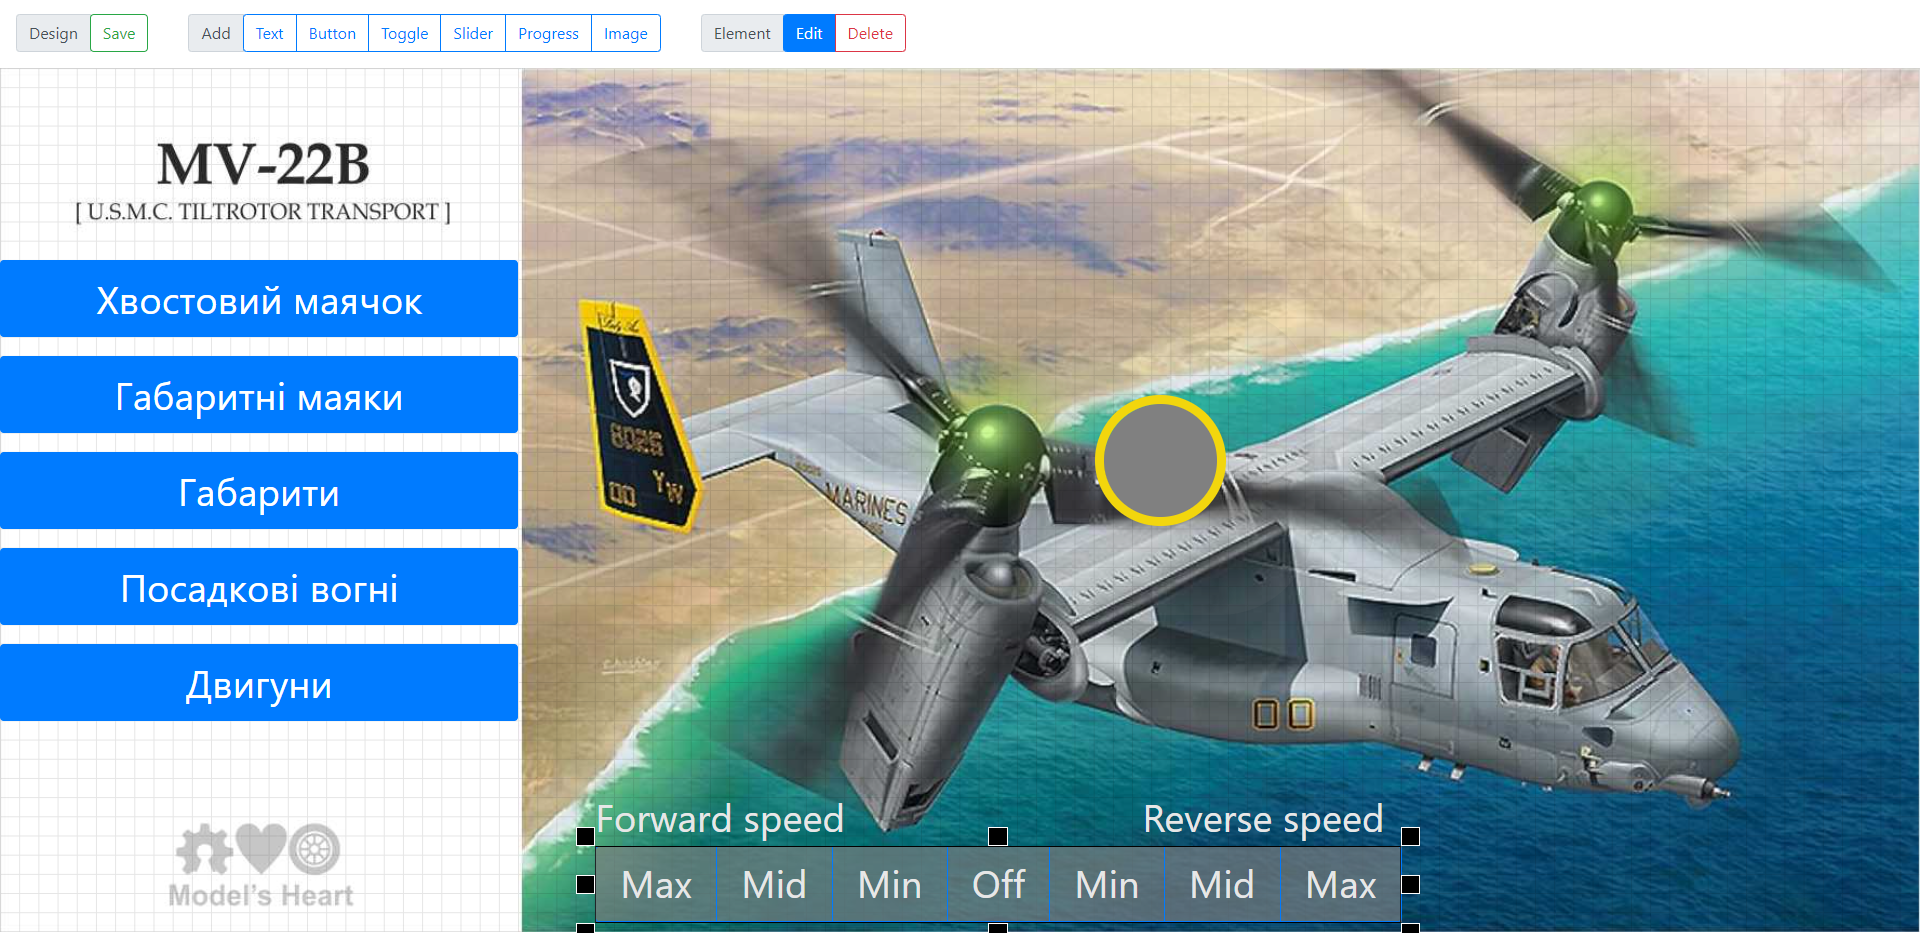 Design Save Add Text Button Toggle Slider Progress Image Element Edit Delete
MV-22B
[ U.S.M.C. TILTROTOR TRANSPORT ]
Хвостовий маячок
Габаритні маяки
Габарити
Посадкові вогні
Двигуни
Model's Heart
8026
YW
00
MARINES
00
Forward speed Reverse speed
Max Mid Min Off Min Mid Max